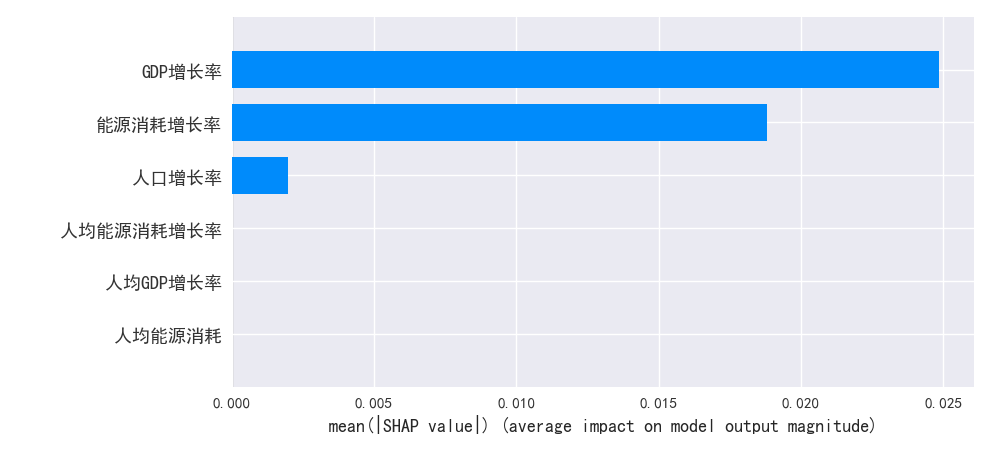 GDP增长率
能源消耗增长率
人口增长率
人均能源消耗增长率
人均GDP增长率
人均能源消耗
0.000 0.005 0.010 0.015 0.020 0.025
mean(|SHAP value|) (average impact on model output magnitude)